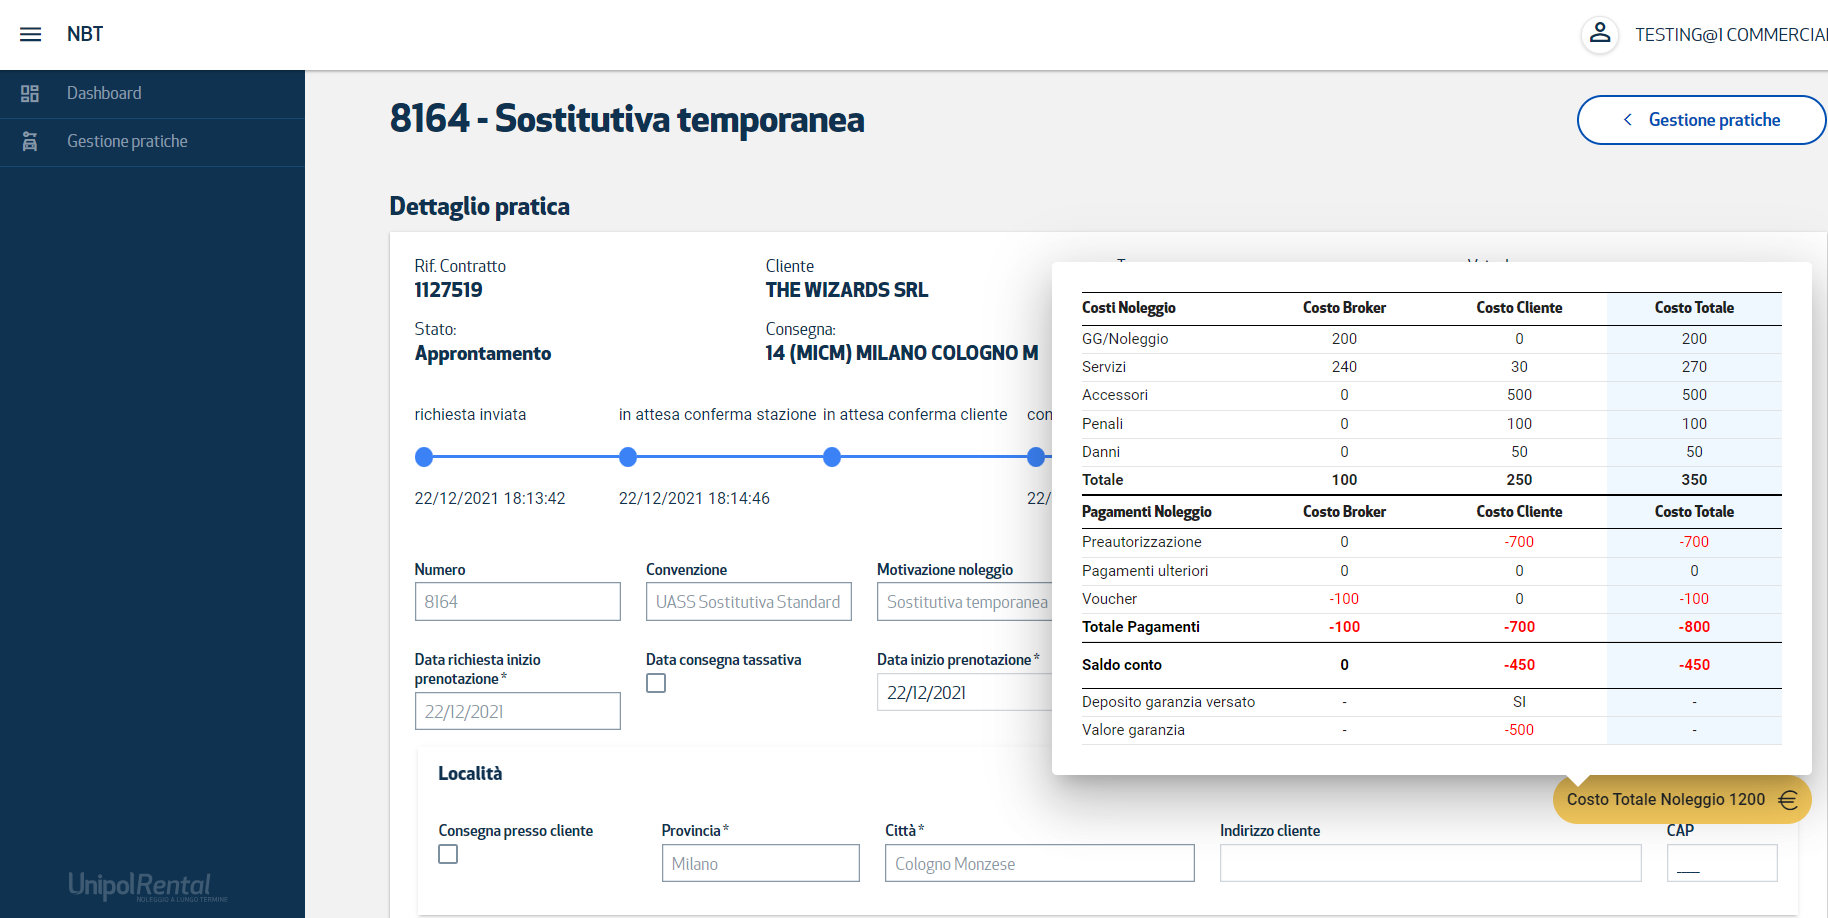 NBT
TESTING@1 COMMERCIAL
Dashboard
Gestione pratiche
8164 - Sostitutiva temporanea
Gestione pratiche
Dettaglio pratica
Rif. Contratto
1127519
Cliente
THE WIZARDS SRL
Stato:
Approntamento
Consegna:
14 (MICM) MILANO COLOGNO M
richiesta inviata
in attesa conferma stazione
in attesa conferma cliente
con
22/12/2021 18:13:42
22/12/2021 18:14:46
22/
Numero
8164
Convenzione
UASS Sostitutiva Standard
Motivazione noleggio
Sostitutiva temporanea
Data richiesta inizio
prenotazione*
22/12/2021
Data consegna tassativa
Data inizio prenotazione*
22/12/2021
Costi Noleggio Costo Broker Costo Cliente Costo Totale
GG/Noleggio 200 0 200
Servizi 240 30 270
Accessori 0 500 500
Penali 0 100 100
Danni 0 50 50
Totale 100 250 350
Pagamenti Noleggio Costo Broker Costo Cliente Costo Totale
Preautorizzazione 0 -700 -700
Pagamenti ulteriori 0 0 0
Voucher -100 0 -100
Totale Pagamenti -100 -700 -800
Saldo conto 0 -450 -450
Deposito garanzia versato - SI -
Valore garanzia - -500 -
Costo Totale Noleggio 1200 €
Località
Consegna presso cliente
Provincia*
Milano
Città*
Cologno Monzese
Indirizzo cliente
CAP
UnipolRental
NOLEGGIO A LUNGO TERMINE